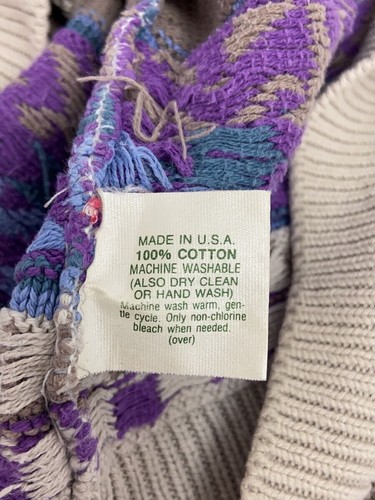 MADE IN U.S.A.
100% COTTON
MACHINE WASHABLE
(ALSO DRY CLEAN
OR HAND WASH)
Machine wash warm, gen-
tle cycle. Only non-chlorine
bleach when needed.
(over)